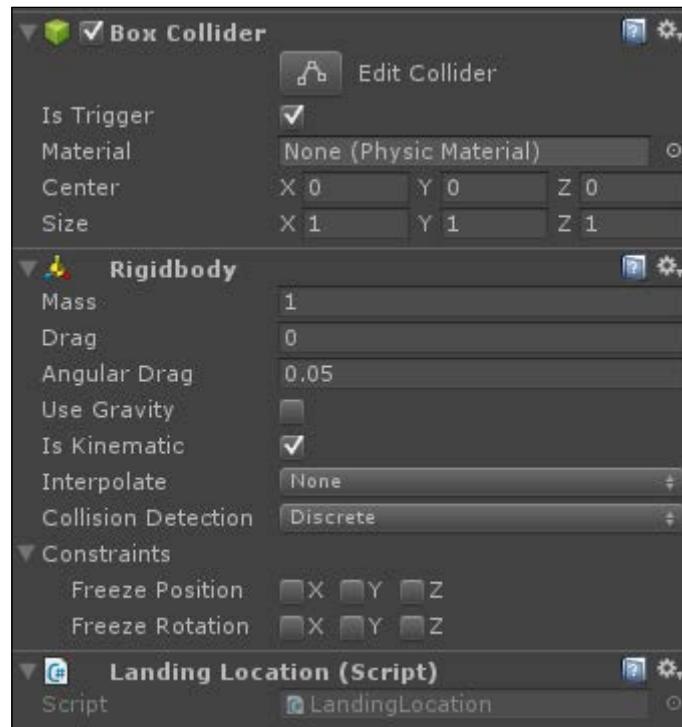 Box Collider
Edit Collider
Is Trigger
Material None (Physic Material)
Center X 0 Y 0 Z 0
Size X 1 Y 1 Z 1
Rigidbody
Mass 1
Drag 0
Angular Drag 0.05
Use Gravity
Is Kinematic
Interpolate None
Collision Detection Discrete
Constraints
Freeze Position X Y Z
Freeze Rotation X Y Z
Landing Location (Script)
Script LandingLocation